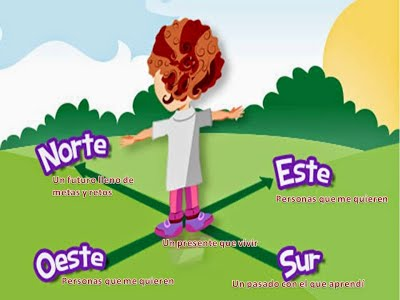 Norte
Un futuro lleno de
metas y retos
Este
Personas que me quieren
Un presente que vivir
Oeste
Personas que me quieren
Sur
Un pasado con el que aprendí